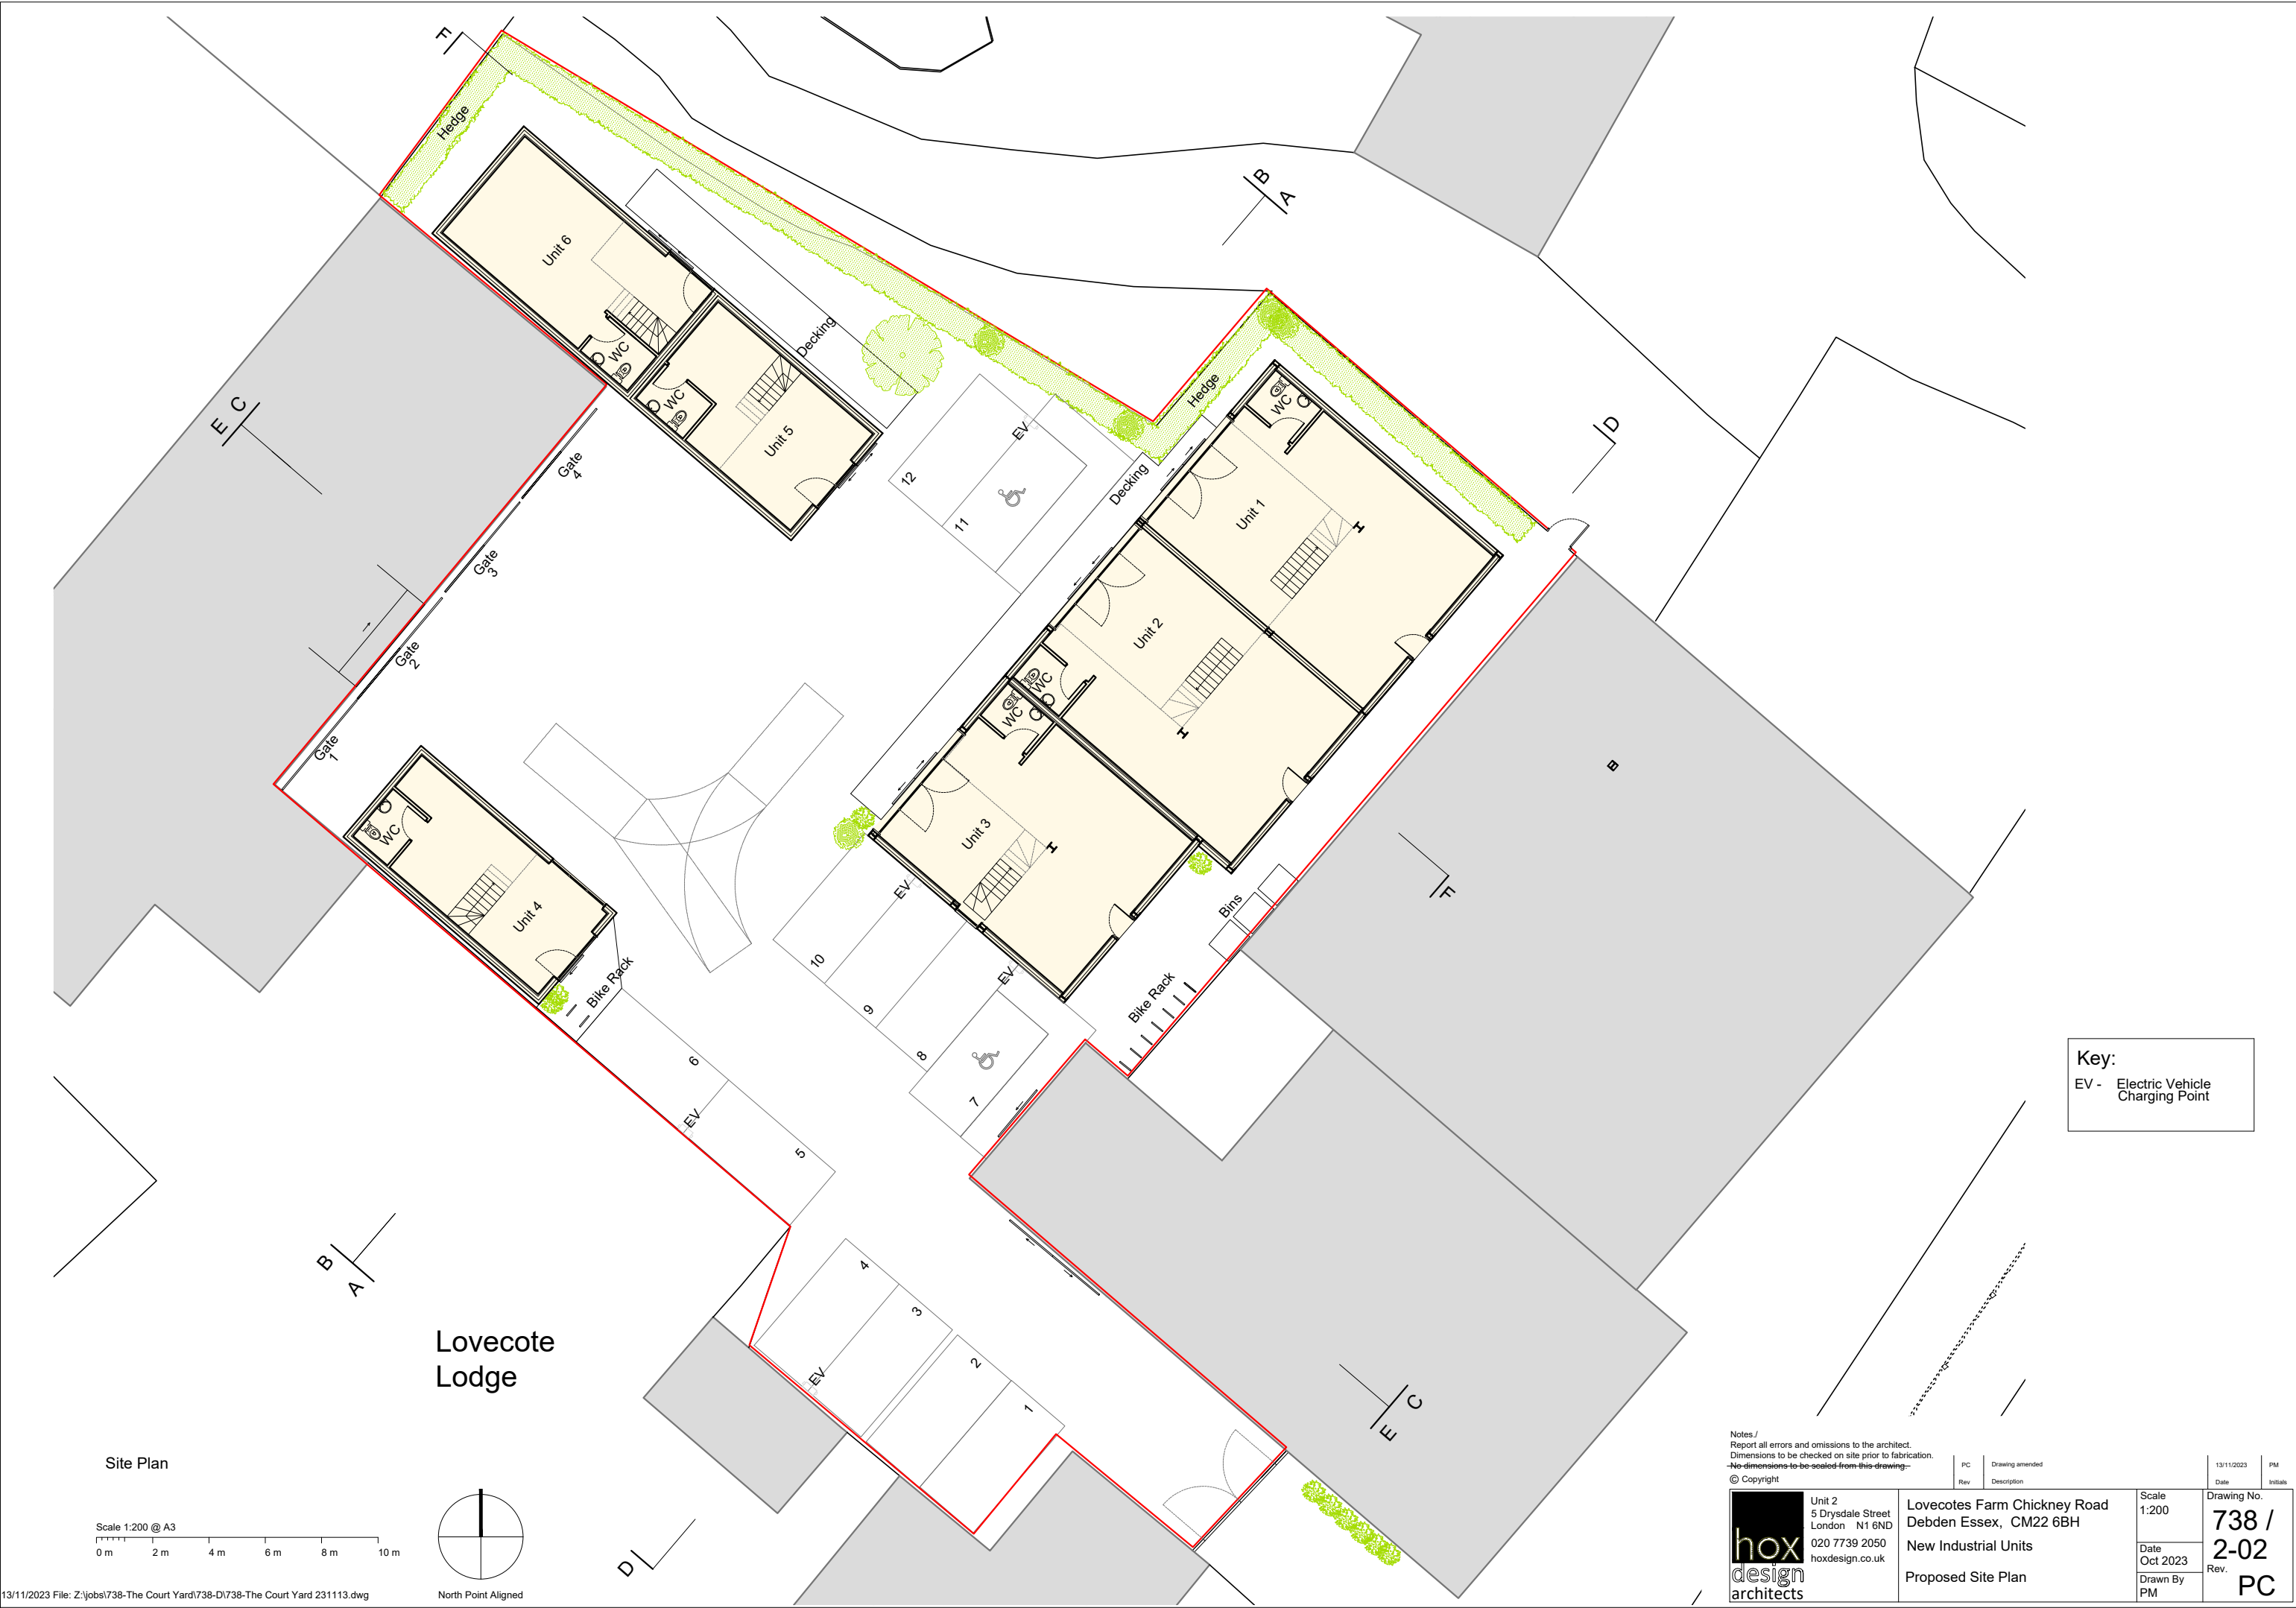 F
Hedge
B
A
Unit 6
Decking
WC
Hedge
E C
WC
Unit 5
EV
WC
D
12
11
Decking
Unit 1
Gate
4
Gate
3
Gate
2
Gate
1
Unit 2
WC
WC
WC
Unit 3
Unit 4
EV
Bins
F
Bike Rack
10
9
8
EV
7
Bike Rack
6
EV
5
B
A
4
3
EV
2
1
C
E
D
Lovecote
Lodge
Key:
EV - Electric Vehicle
Charging Point
Site Plan
Scale 1:200 @ A3
0 m 2 m 4 m 6 m 8 m 10 m
North Point Aligned
13/11/2023 File: Z:\jobs\738-The Court Yard\738-D\738-The Court Yard 231113.dwg
Notes./
Report all errors and omissions to the architect.
Dimensions to be checked on site prior to fabrication.
No dimensions to be scaled from this drawing.
© Copyright
PC Drawing amended 13/11/2023 PM
Rev Description Date Initials
hox
design
architects
Unit 2
5 Drysdale Street
London N1 6ND
020 7739 2050
hoxdesign.co.uk
Lovecotes Farm Chickney Road
Debden Essex, CM22 6BH
New Industrial Units
Proposed Site Plan
Scale
1:200
Date
Oct 2023
Drawn By
PM
Drawing No.
738 /
2-02
Rev.
PC